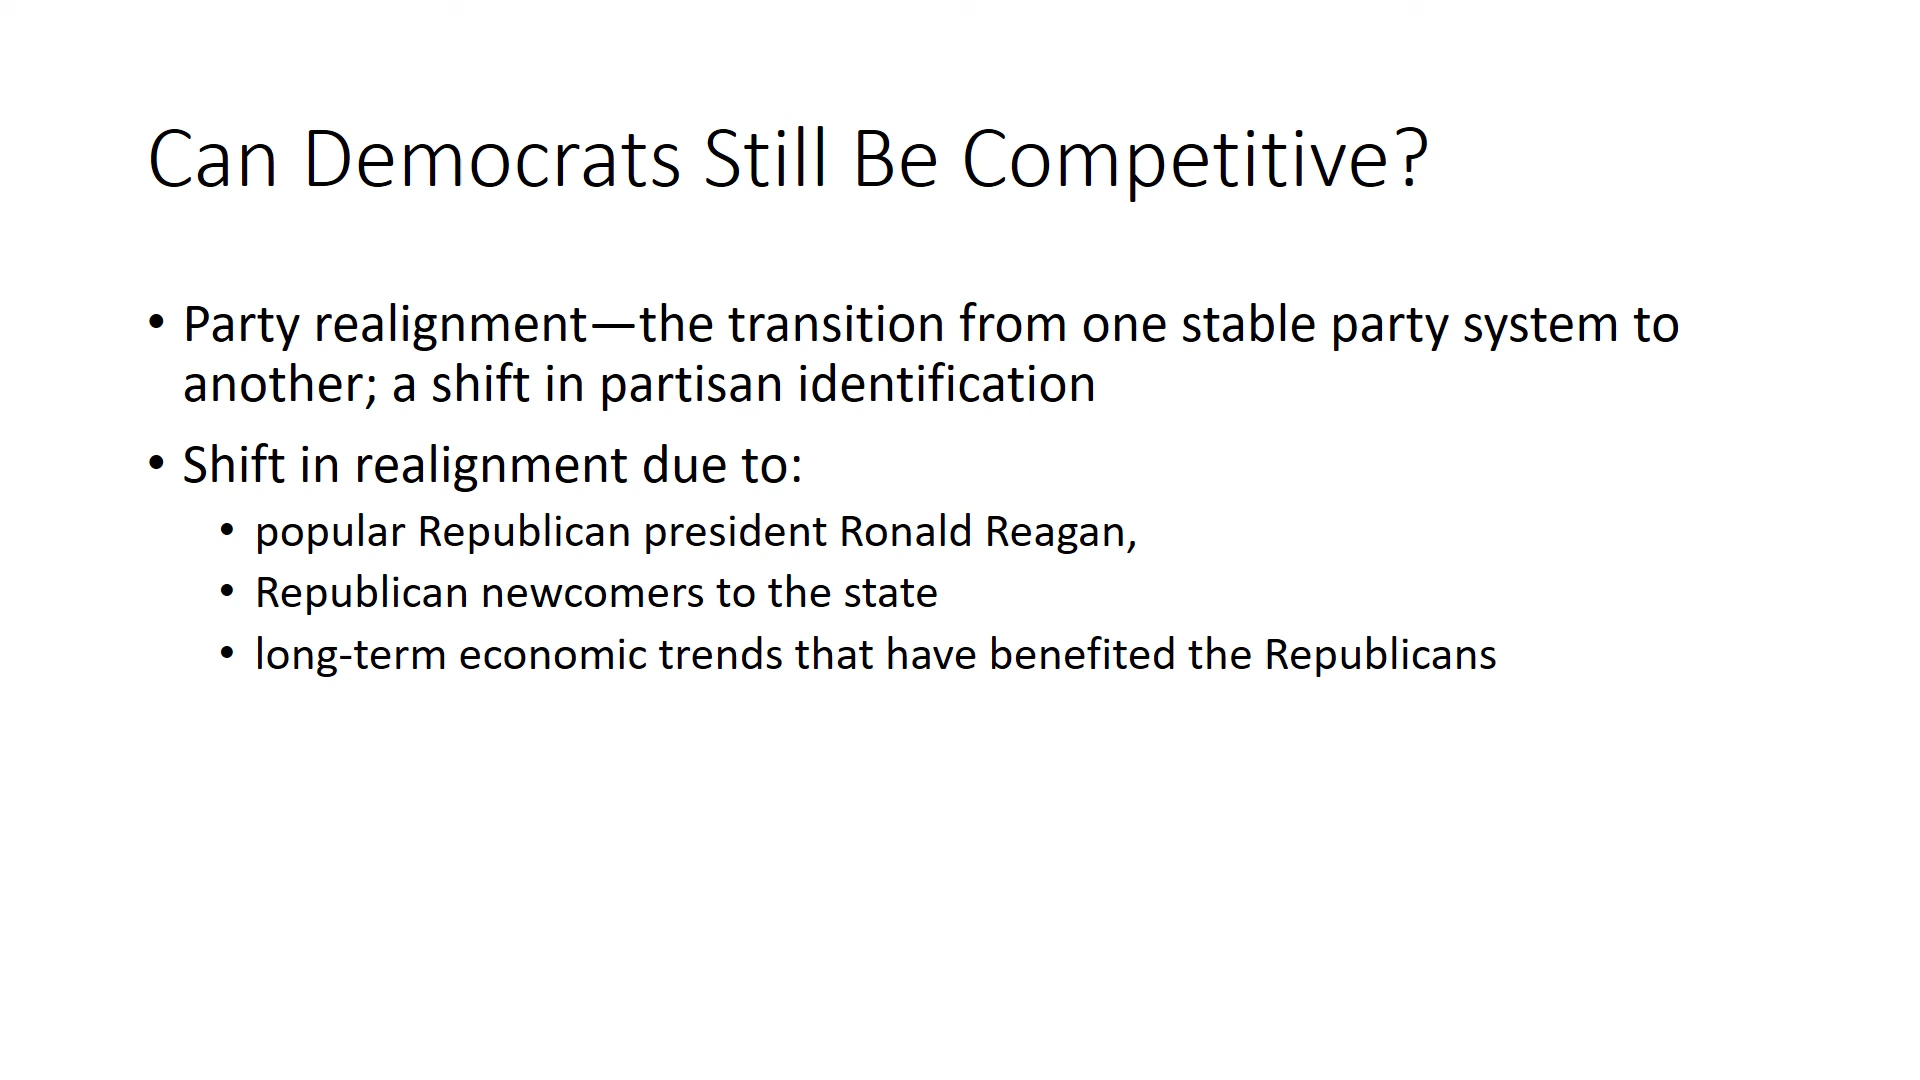 Can Democrats Still Be Competitive?
• Party realignment—the transition from one stable party system to
another; a shift in partisan identification
• Shift in realignment due to:
• popular Republican president Ronald Reagan,
• Republican newcomers to the state
• long-term economic trends that have benefited the Republicans